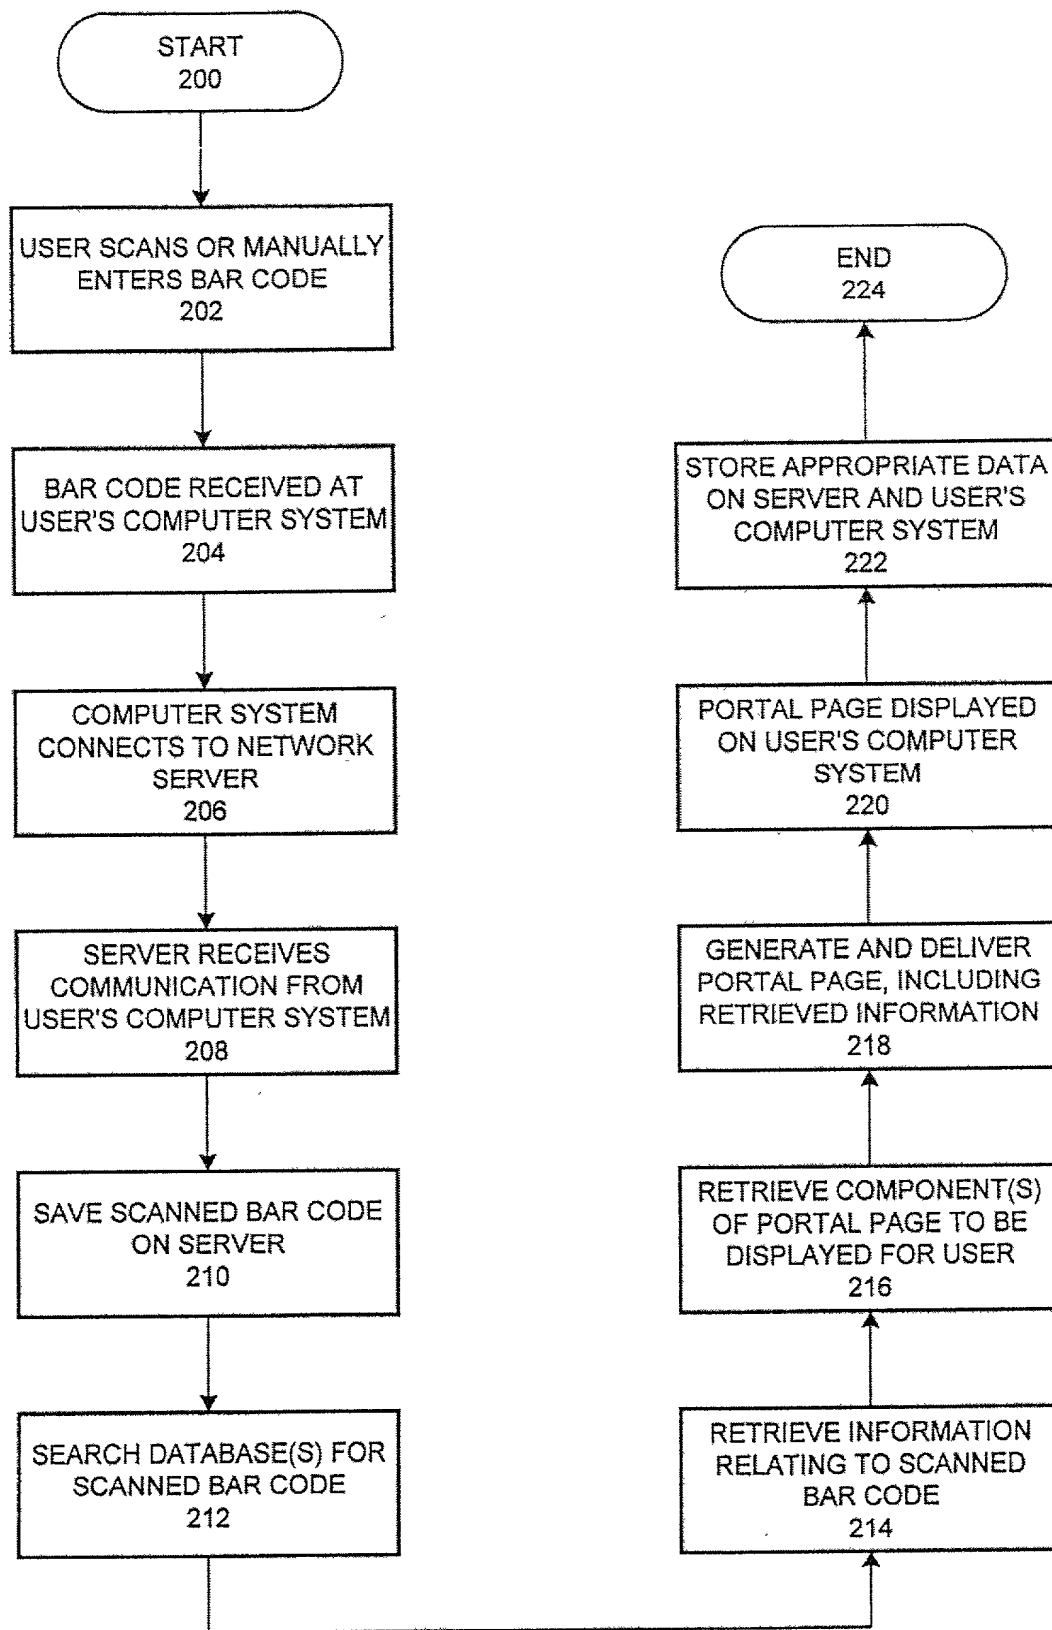 START
200
USER SCANS OR MANUALLY
ENTERS BAR CODE
202
BAR CODE RECEIVED AT
USER'S COMPUTER SYSTEM
204
COMPUTER SYSTEM
CONNECTS TO NETWORK
SERVER
206
SERVER RECEIVES
COMMUNICATION FROM
USER'S COMPUTER SYSTEM
208
SAVE SCANNED BAR CODE
ON SERVER
210
SEARCH DATABASE(S) FOR
SCANNED BAR CODE
212
RETRIEVE INFORMATION
RELATING TO SCANNED
BAR CODE
214
RETRIEVE COMPONENT(S)
OF PORTAL PAGE TO BE
DISPLAYED FOR USER
216
GENERATE AND DELIVER
PORTAL PAGE, INCLUDING
RETRIEVED INFORMATION
218
PORTAL PAGE DISPLAYED
ON USER'S COMPUTER
SYSTEM
220
STORE APPROPRIATE DATA
ON SERVER AND USER'S
COMPUTER SYSTEM
222
END
224